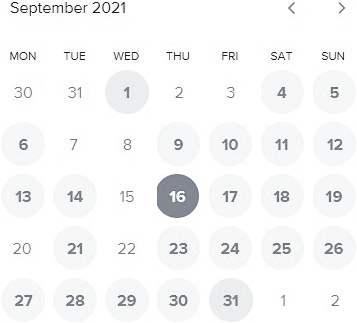 September 2021
MON TUE WED THU FRI SAT SUN
30 31 1 2 3 4 5
6 7 8 9 10 11 12
13 14 15 16 17 18 19
20 21 22 23 24 25 26
27 28 29 30 31 1 2